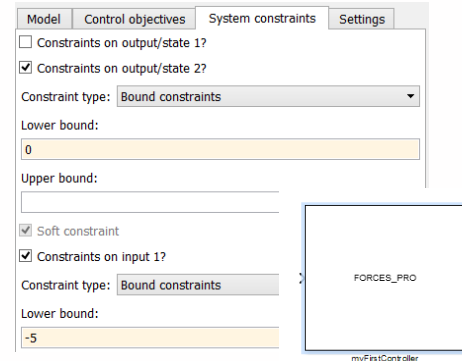 Model Control objectives System constraints Settings
Constraints on output/state 1?
Constraints on output/state 2?
Constraint type: Bound constraints
Lower bound:
0
Upper bound:
Soft constraint
Constraints on input 1?
Constraint type: Bound constraints
Lower bound:
-5
FORCES_PRO
myFirstController